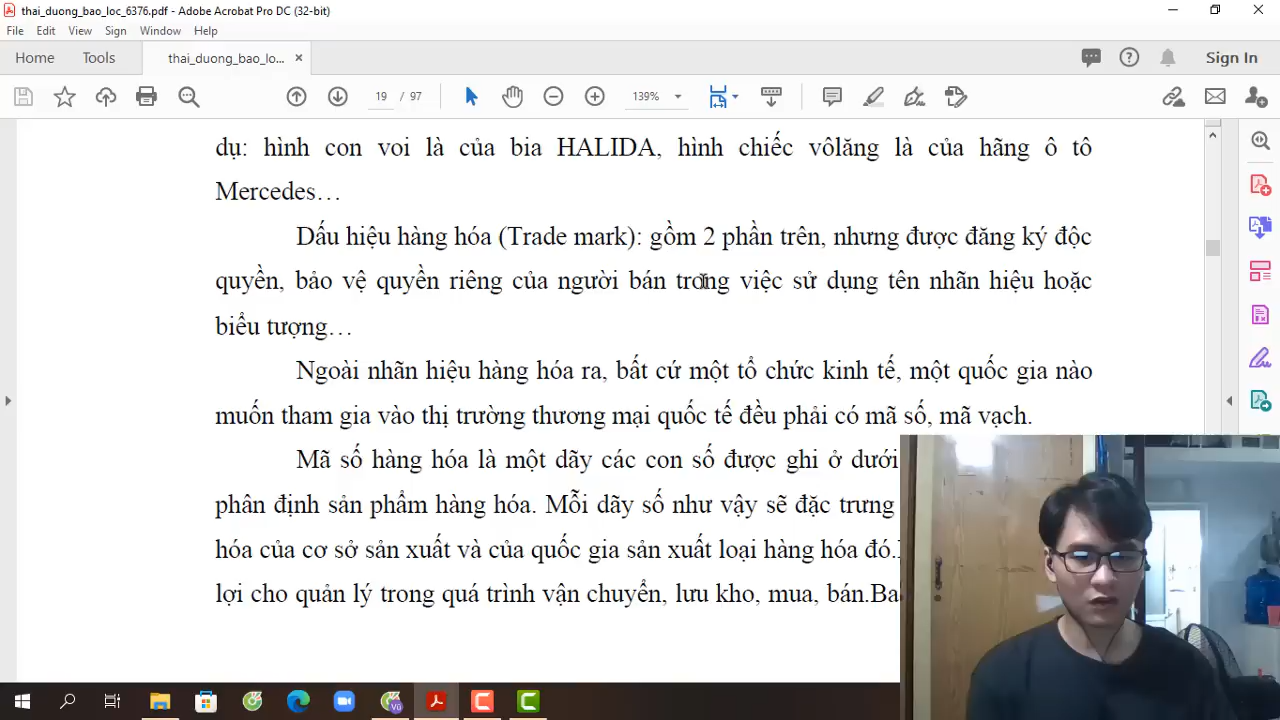 thai_duong_bao_loc_6376.pdf - Adobe Acrobat Pro DC (32-bit)
File Edit View Sign Window Help
Home Tools thai_duong_bao_lo... × Sign In
19 / 97 139%
dụ: hình con voi là của bia HALIDA, hình chiếc vôlăng là của hãng ô tô
Mercedes…
Dấu hiệu hàng hóa (Trade mark): gồm 2 phần trên, nhưng được đăng ký độc
quyền, bảo vệ quyền riêng của người bán trong việc sử dụng tên nhãn hiệu hoặc
biểu tượng…
Ngoài nhãn hiệu hàng hóa ra, bất cứ một tổ chức kinh tế, một quốc gia nào
muốn tham gia vào thị trường thương mại quốc tế đều phải có mã số, mã vạch.
Mã số hàng hóa là một dãy các con số được ghi ở dưới
phân định sản phẩm hàng hóa. Mỗi dãy số như vậy sẽ đặc trưng
hóa của cơ sở sản xuất và của quốc gia sản xuất loại hàng hóa đó.
lợi cho quản lý trong quá trình vận chuyển, lưu kho, mua, bán.Ba